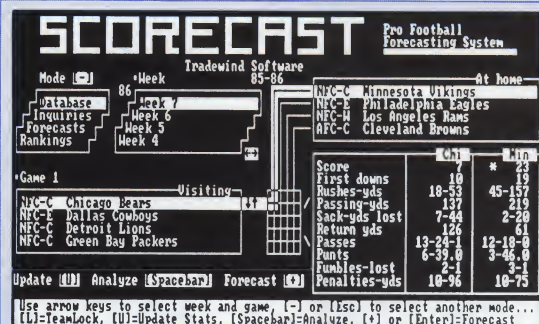 SCORECAST
Pro Football
Forecasting System
Tradewind Software
Mode [-]
*Week
85-86
86
Database
Inquiries
Forecasts
Rankings
Week 7
Week 6
Week 5
Week 4
At home
NFC-C Minnesota Vikings
NFC-E Philadelphia Eagles
NFC-W Los Angeles Rams
AFC-C Cleveland Browns
*Game 1
Visiting
NFC-C Chicago Bears
NFC-E Dallas Cowboys
NFC-C Detroit Lions
NFC-C Green Bay Packers
Chi Min
Score 7 * 23
First downs 10 19
Rushes-yds 18-53 45-157
Passing-yds 137 219
Sack-yds lost 7-44 2-20
Return yds 126 61
Passes 13-24-1 12-18-0
Punts 6-39.0 3-46.0
Fumbles-lost 2-1 3-1
Penalties-yds 10-96 10-75
Update [U] Analyze [Spacebar] Forecast [+]
Use arrow keys to select week and game, [-] or [Esc] to select another mode...
[L]=TeamLock, [U]=Update Stats, [Spacebar]=Analyze, [+] or [Enter]=Forecast